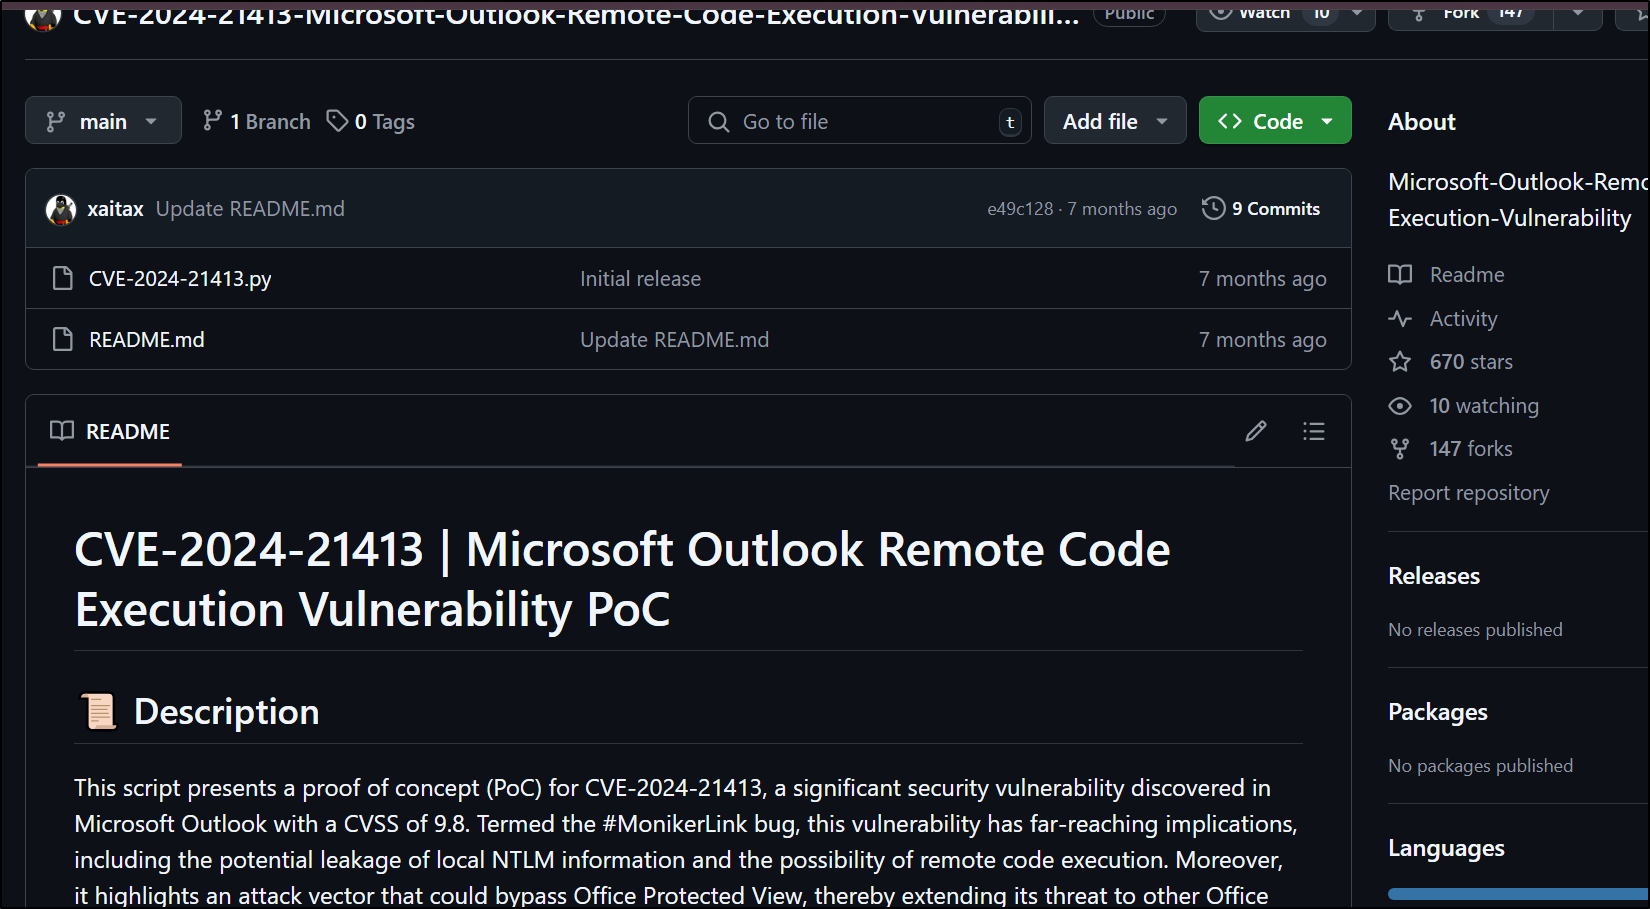 CVE-2024-21413-Microsoft-Outlook-Remote-Code-Execution-Vulnerabili... Public Watch 10 Fork 147
main 1 Branch 0 Tags Go to file t Add file <> Code
xaitax Update README.md e49c128 · 7 months ago 9 Commits
CVE-2024-21413.py Initial release 7 months ago
README.md Update README.md 7 months ago
README
CVE-2024-21413 | Microsoft Outlook Remote Code
Execution Vulnerability PoC
Description
This script presents a proof of concept (PoC) for CVE-2024-21413, a significant security vulnerability discovered in
Microsoft Outlook with a CVSS of 9.8. Termed the #MonikerLink bug, this vulnerability has far-reaching implications,
including the potential leakage of local NTLM information and the possibility of remote code execution. Moreover,
it highlights an attack vector that could bypass Office Protected View, thereby extending its threat to other Office
About
Microsoft-Outlook-Remo
Execution-Vulnerability
Readme
Activity
670 stars
10 watching
147 forks
Report repository
Releases
No releases published
Packages
No packages published
Languages